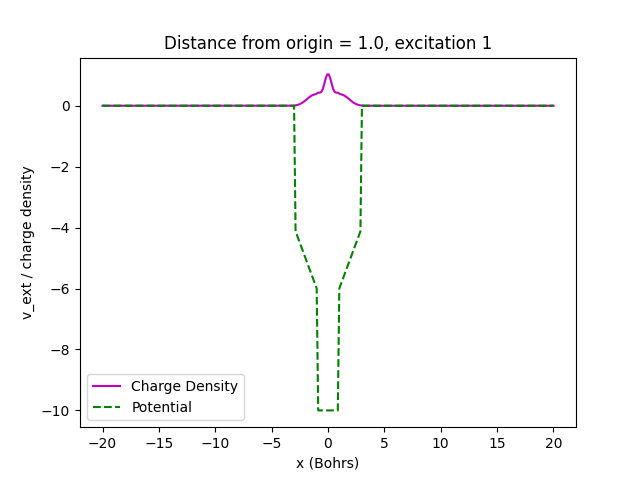 Distance from origin = 1.0, excitation 1
v_ext / charge density
0
−2
−4
−6
−8
−10
Charge Density
Potential
−20 −15 −10 −5 0 5 10 15 20
x (Bohrs)